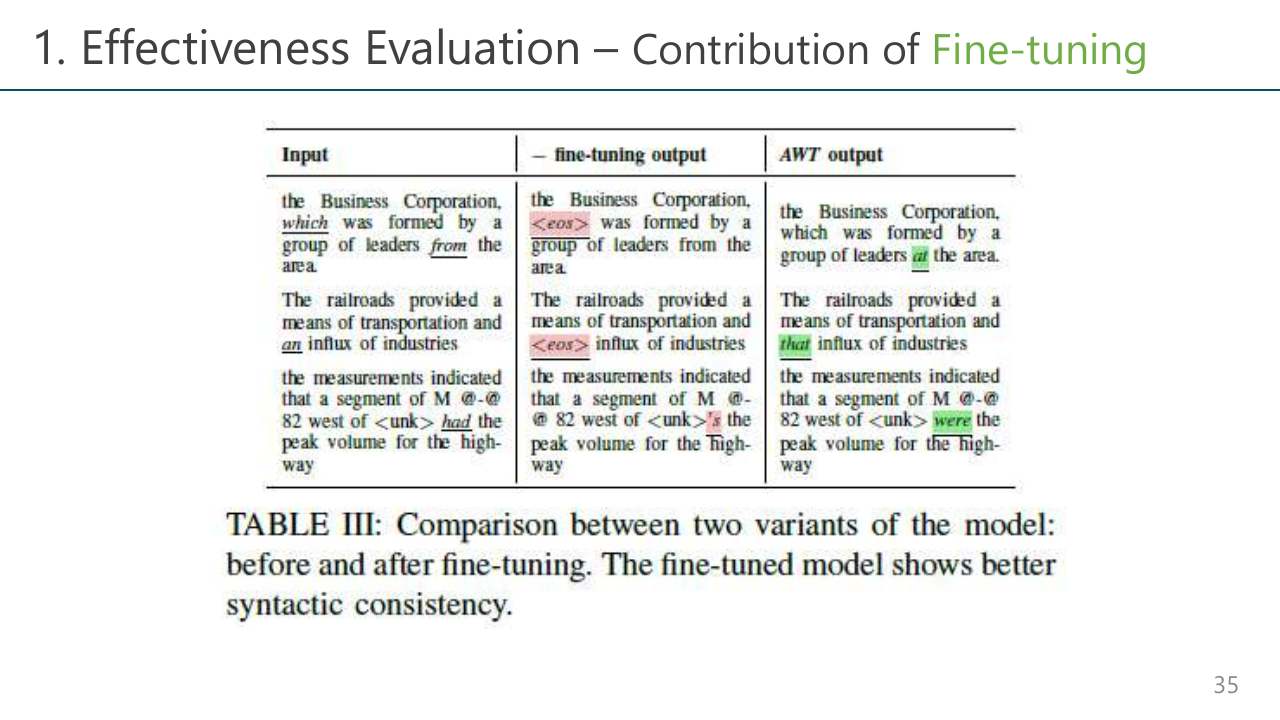 1. Effectiveness Evaluation – Contribution of Fine-tuning
Input
– fine-tuning output
AWT output
the Business Corporation,
which was formed by a
group of leaders from the
area.
the Business Corporation,
<eos> was formed by a
group of leaders from the
area.
the Business Corporation,
which was formed by a
group of leaders at the area.
The railroads provided a
means of transportation and
an influx of industries
The railroads provided a
means of transportation and
<eos> influx of industries
The railroads provided a
means of transportation and
that influx of industries
the measurements indicated
that a segment of M @-@
82 west of <unk> had the
peak volume for the high-
way
the measurements indicated
that a segment of M @-
@ 82 west of <unk>'s the
peak volume for the high-
way
the measurements indicated
that a segment of M @-@
82 west of <unk> were the
peak volume for the high-
way
TABLE III: Comparison between two variants of the model:
before and after fine-tuning. The fine-tuned model shows better
syntactic consistency.
35